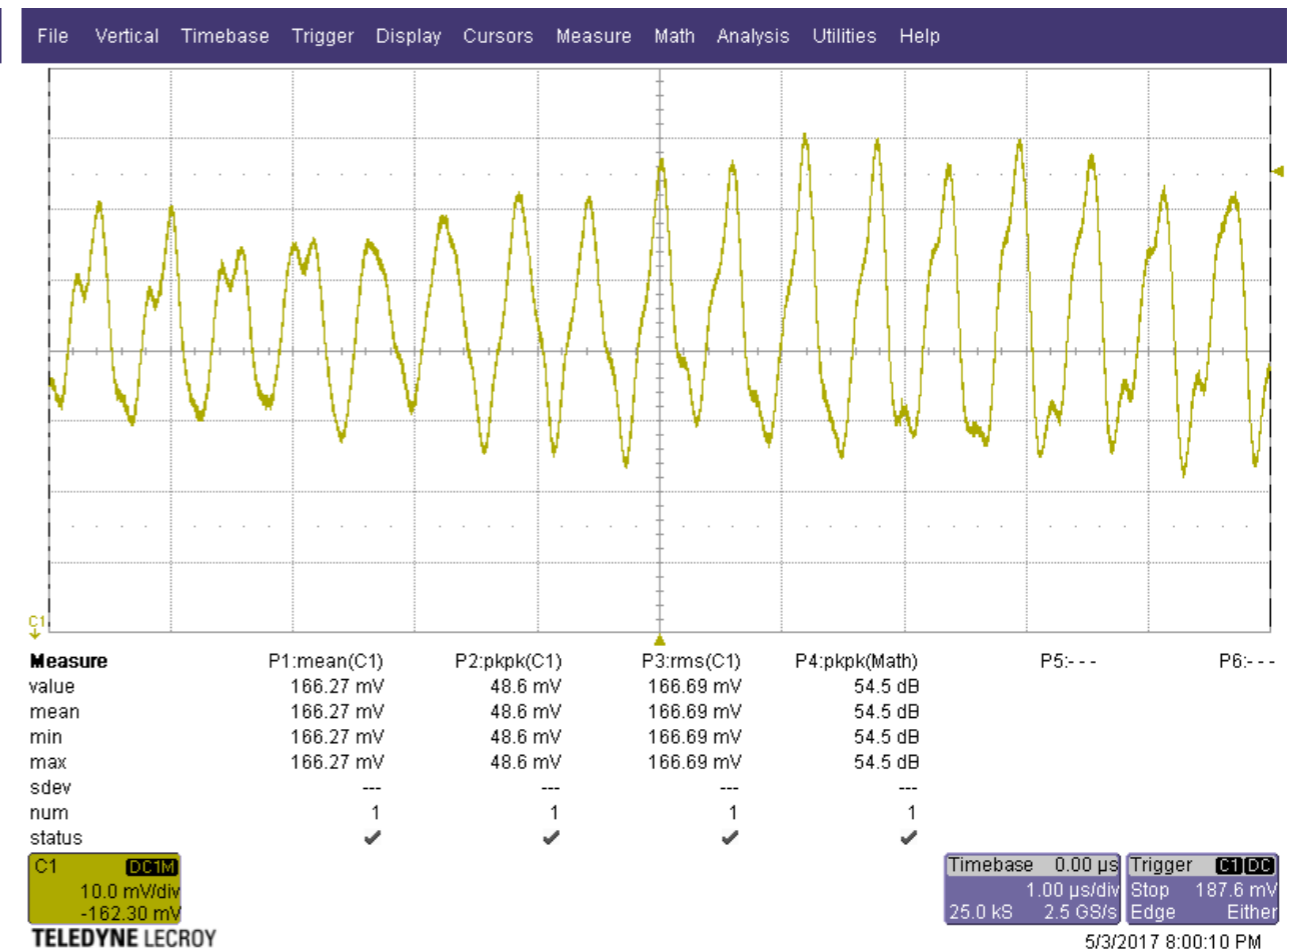 File Vertical Timebase Trigger Display Cursors Measure Math Analysis Utilities Help
C1
Measure P1:mean(C1) P2:pkpk(C1) P3:rms(C1) P4:pkpk(Math) P5:- - - P6:- - -
value 166.27 mV 48.6 mV 166.69 mV 54.5 dB
mean 166.27 mV 48.6 mV 166.69 mV 54.5 dB
min 166.27 mV 48.6 mV 166.69 mV 54.5 dB
max 166.27 mV 48.6 mV 166.69 mV 54.5 dB
sdev --- --- --- ---
num 1 1 1 1
status ✔ ✔ ✔ ✔
C1 DC1M
10.0 mV/div
-162.30 mV
Timebase 0.00 µs
1.00 µs/div
25.0 kS 2.5 GS/s
Trigger C1 DC
Stop 187.6 mV
Edge Either
TELEDYNE LECROY
5/3/2017 8:00:10 PM